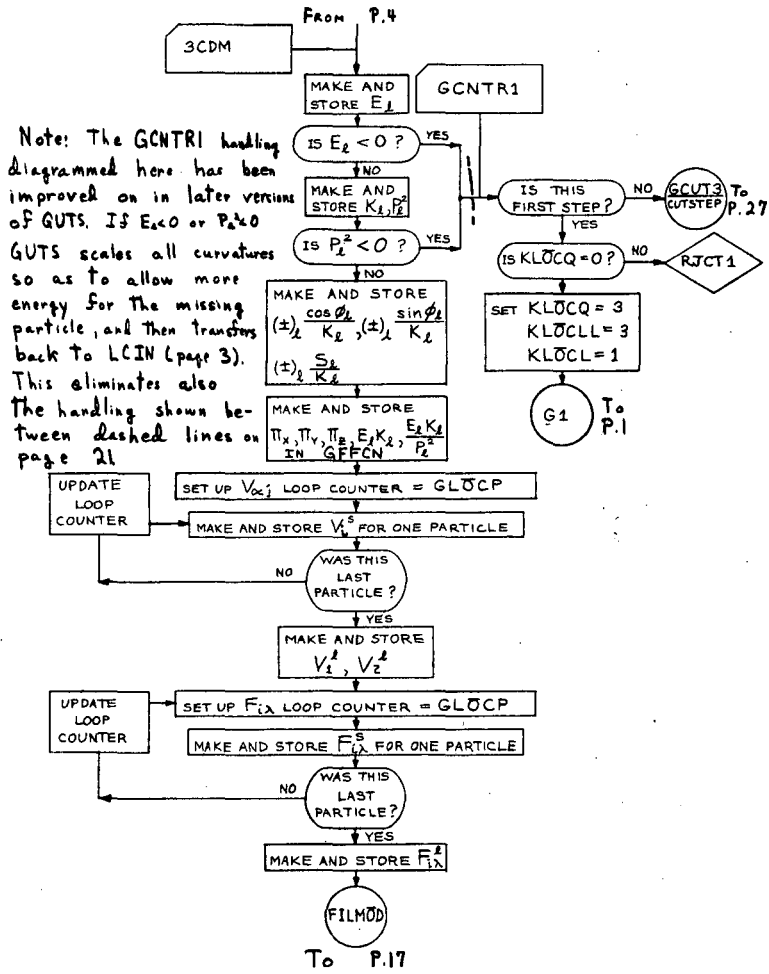 FROM P.4
3CDM
MAKE AND
STORE Eℓ
GCNTR1
IS Eℓ < 0 ?
YES
NO
MAKE AND
STORE Kℓ, Pℓ²
IS Pℓ² < 0 ?
YES
NO
IS THIS
FIRST STEP?
NO
GCUT3
CUTSTEP
To
P.27
YES
IS KLŌCQ=0?
NO
RJCT1
YES
SET KLŌCQ = 3
KLŌCLL = 3
KLŌCL = 1
G1
To
P.1
Note: The GCNTR1 handling
diagrammed here has been
improved on in later versions
of GUTS. If Eℓ<0 or Pℓ²<0
GUTS scales all curvatures
so as to allow more
energy for the missing
particle, and then transfers
back to LCIN (page 3).
This eliminates also
the handling shown be-
tween dashed lines on
page 21
MAKE AND STORE
(±)ℓ cos φℓ / Kℓ , (±)ℓ sin φℓ / Kℓ
(±)ℓ Sℓ / Kℓ
MAKE AND STORE
Πx, Πy, Πz, EℓKℓ, EℓKℓ / Pℓ²
IN GFFCN
SET UP Vαj LOOP COUNTER = GLŌCP
UPDATE
LOOP
COUNTER
MAKE AND STORE Vᵢˢ FOR ONE PARTICLE
WAS THIS
LAST
PARTICLE ?
NO
YES
MAKE AND STORE
V₁ℓ, V₂ℓ
SET UP Fiλ LOOP COUNTER = GLŌCP
UPDATE
LOOP
COUNTER
MAKE AND STORE Fiλˢ FOR ONE PARTICLE
WAS THIS
LAST
PARTICLE?
NO
YES
MAKE AND STORE Fiλℓ
FILMŌD
To P.17